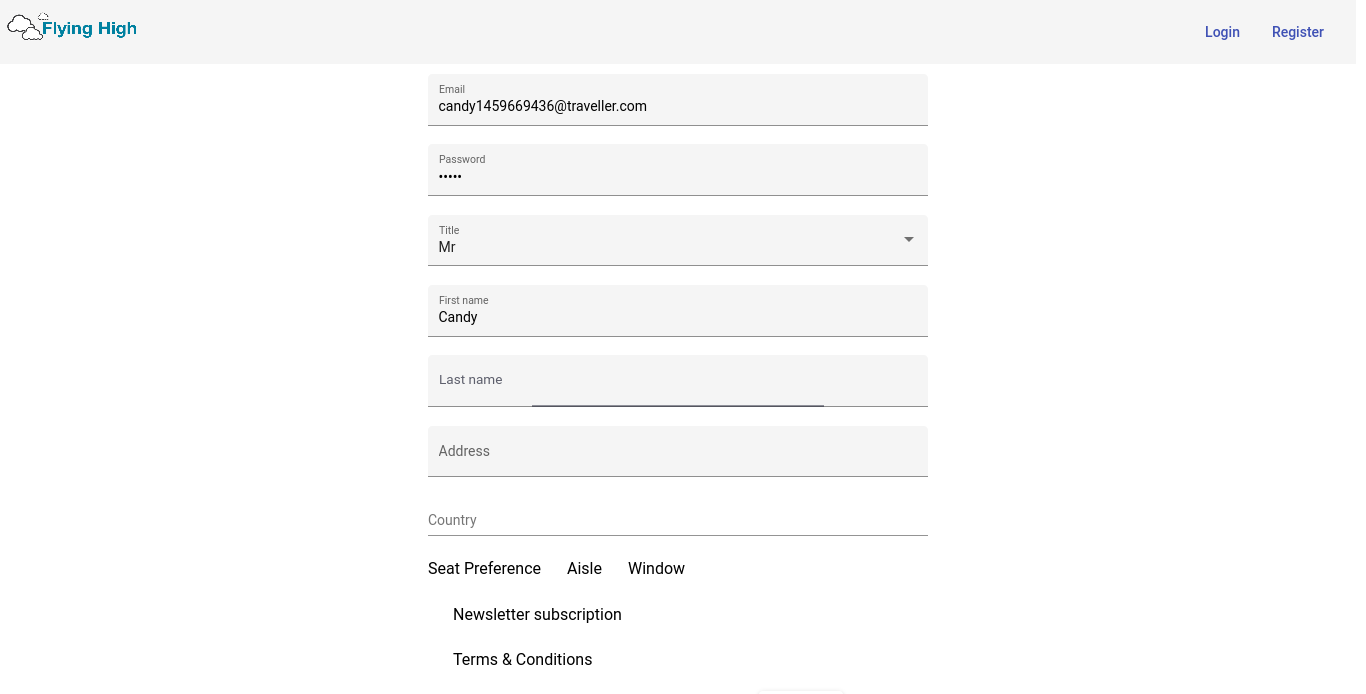 Flying High
Login Register
Email
candy1459669436@traveller.com
Password
•••••
Title
Mr
First name
Candy
Last name
Address
Country
Seat Preference Aisle Window
Newsletter subscription
Terms & Conditions